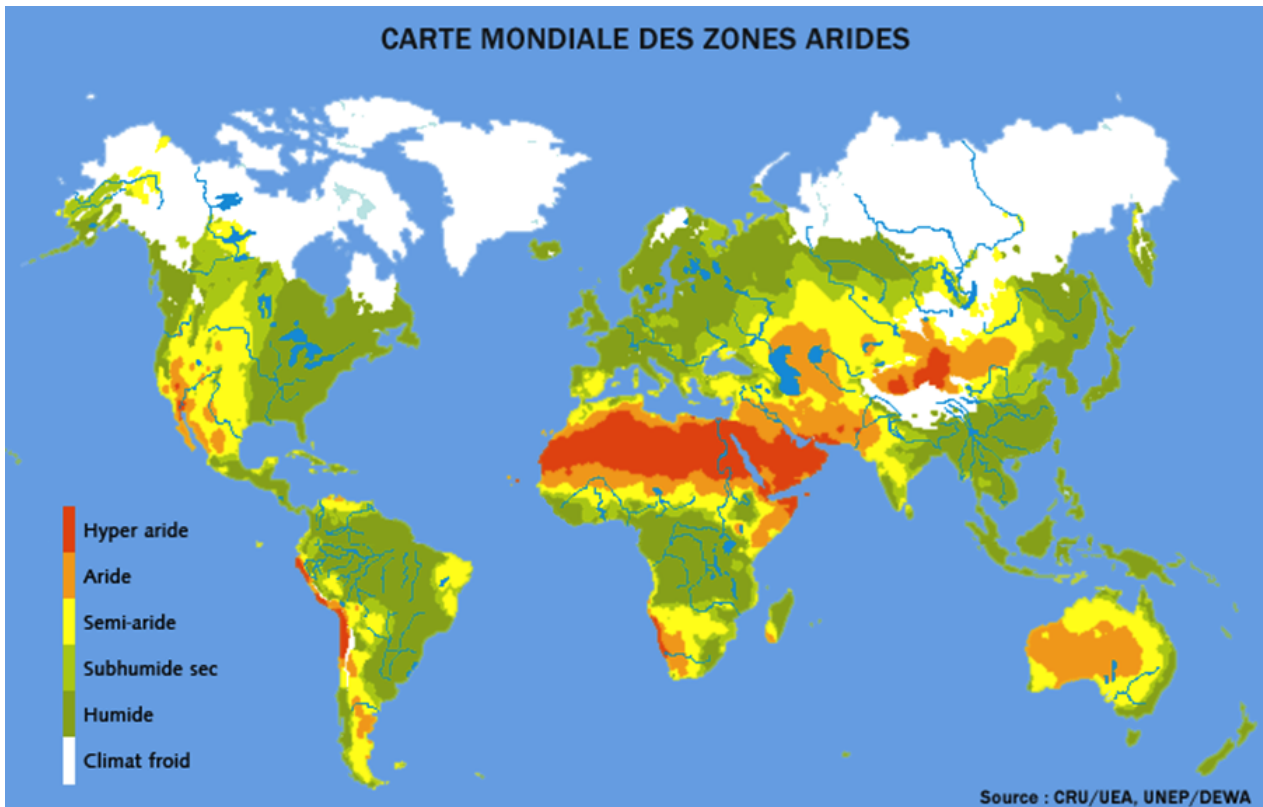 CARTE MONDIALE DES ZONES ARIDES
Hyper aride
Aride
Semi-aride
Subhumide sec
Humide
Climat froid
Source : CRU/UEA, UNEP/DEWA